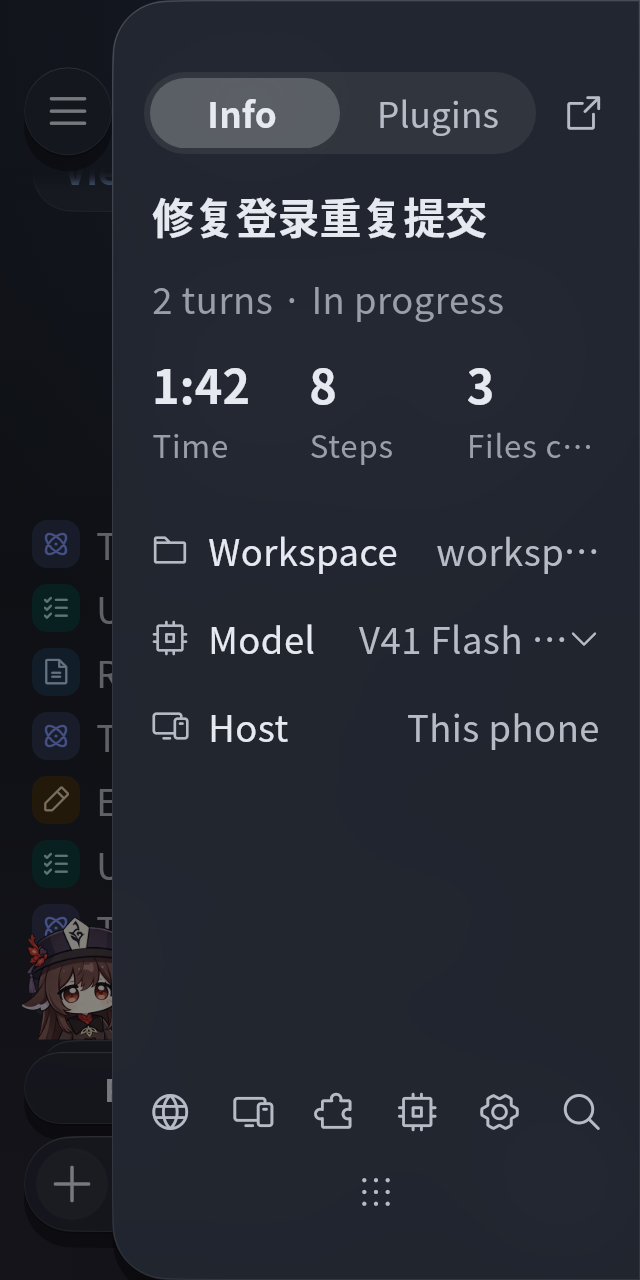 Info
Plugins
修复登录重复提交
2 turns · In progress
1:42 8 3
Time Steps Files c…
Workspace worksp…
Model V41 Flash …
Host This phone